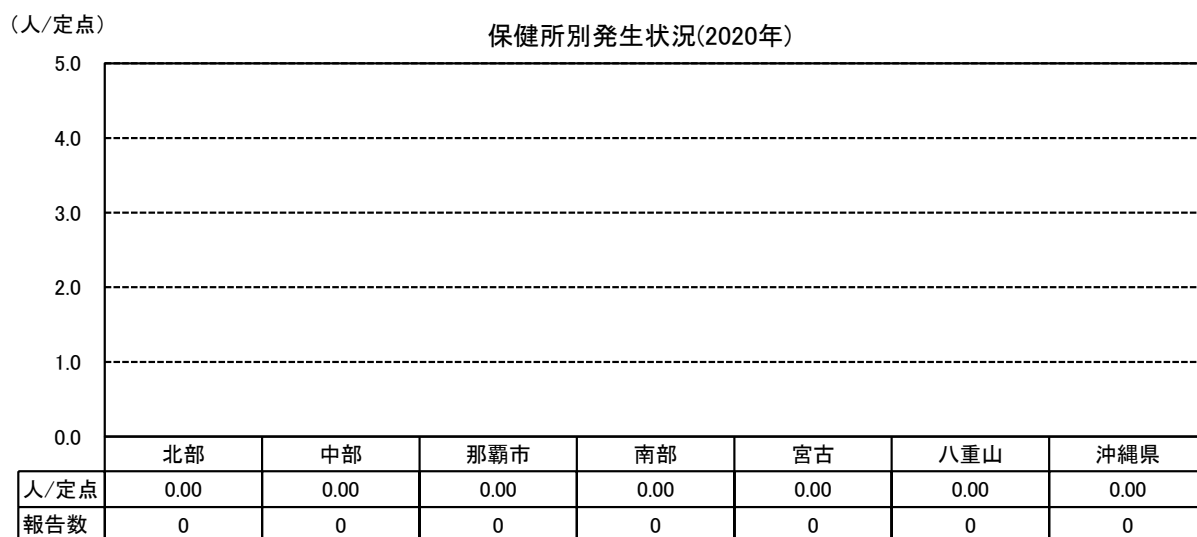 （人/定点）
保健所別発生状況(2020年)
5.0
4.0
3.0
2.0
1.0
0.0
北部 中部 那覇市 南部 宮古 八重山 沖縄県
人/定点 0.00 0.00 0.00 0.00 0.00 0.00 0.00
報告数 0 0 0 0 0 0 0